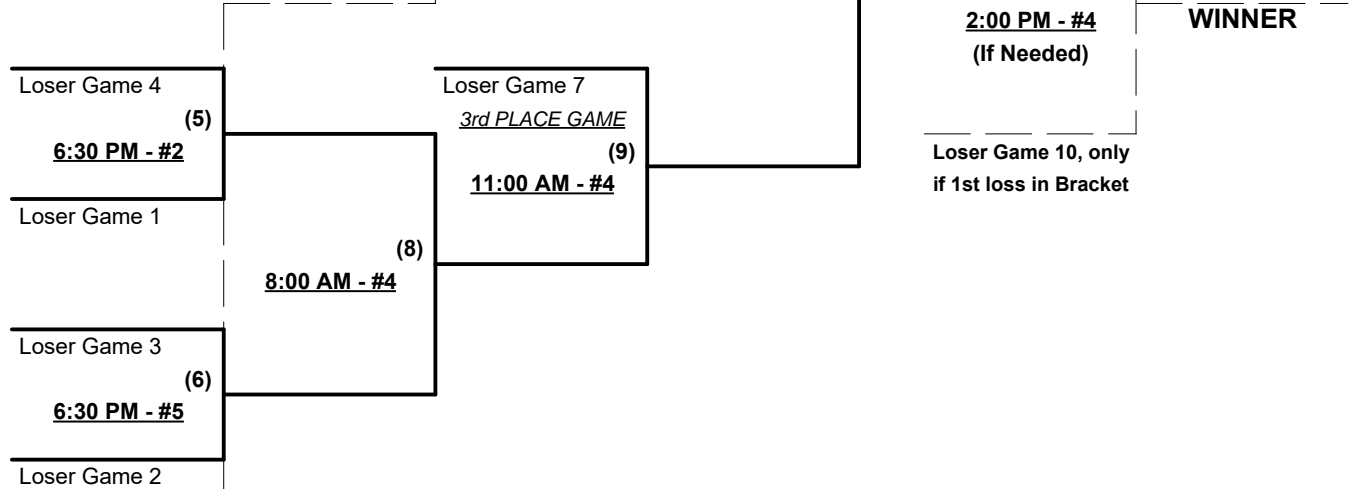 2:00 PM - #4
WINNER
(If Needed)
Loser Game 4
(5)
6:30 PM - #2
Loser Game 1
Loser Game 7
3rd PLACE GAME
(9)
11:00 AM - #4
Loser Game 10, only
if 1st loss in Bracket
(8)
8:00 AM - #4
Loser Game 3
(6)
6:30 PM - #5
Loser Game 2